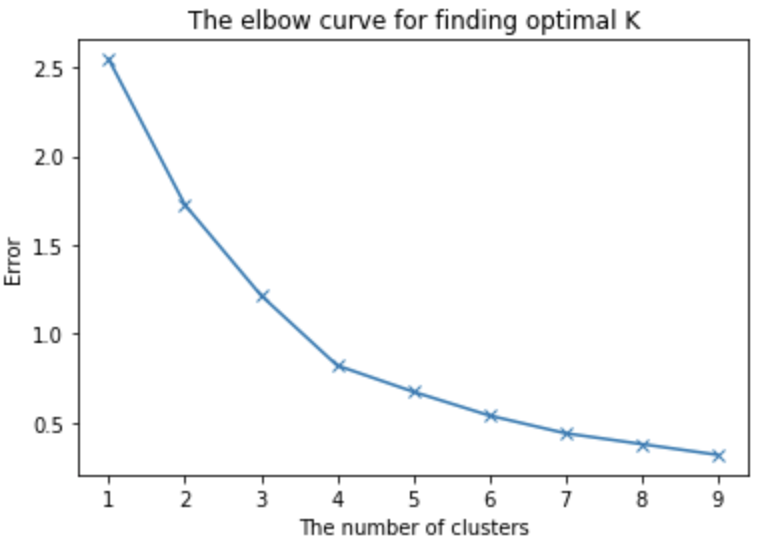 The elbow curve for finding optimal K
2.5
2.0
1.5
1.0
0.5
Error
1 2 3 4 5 6 7 8 9
The number of clusters